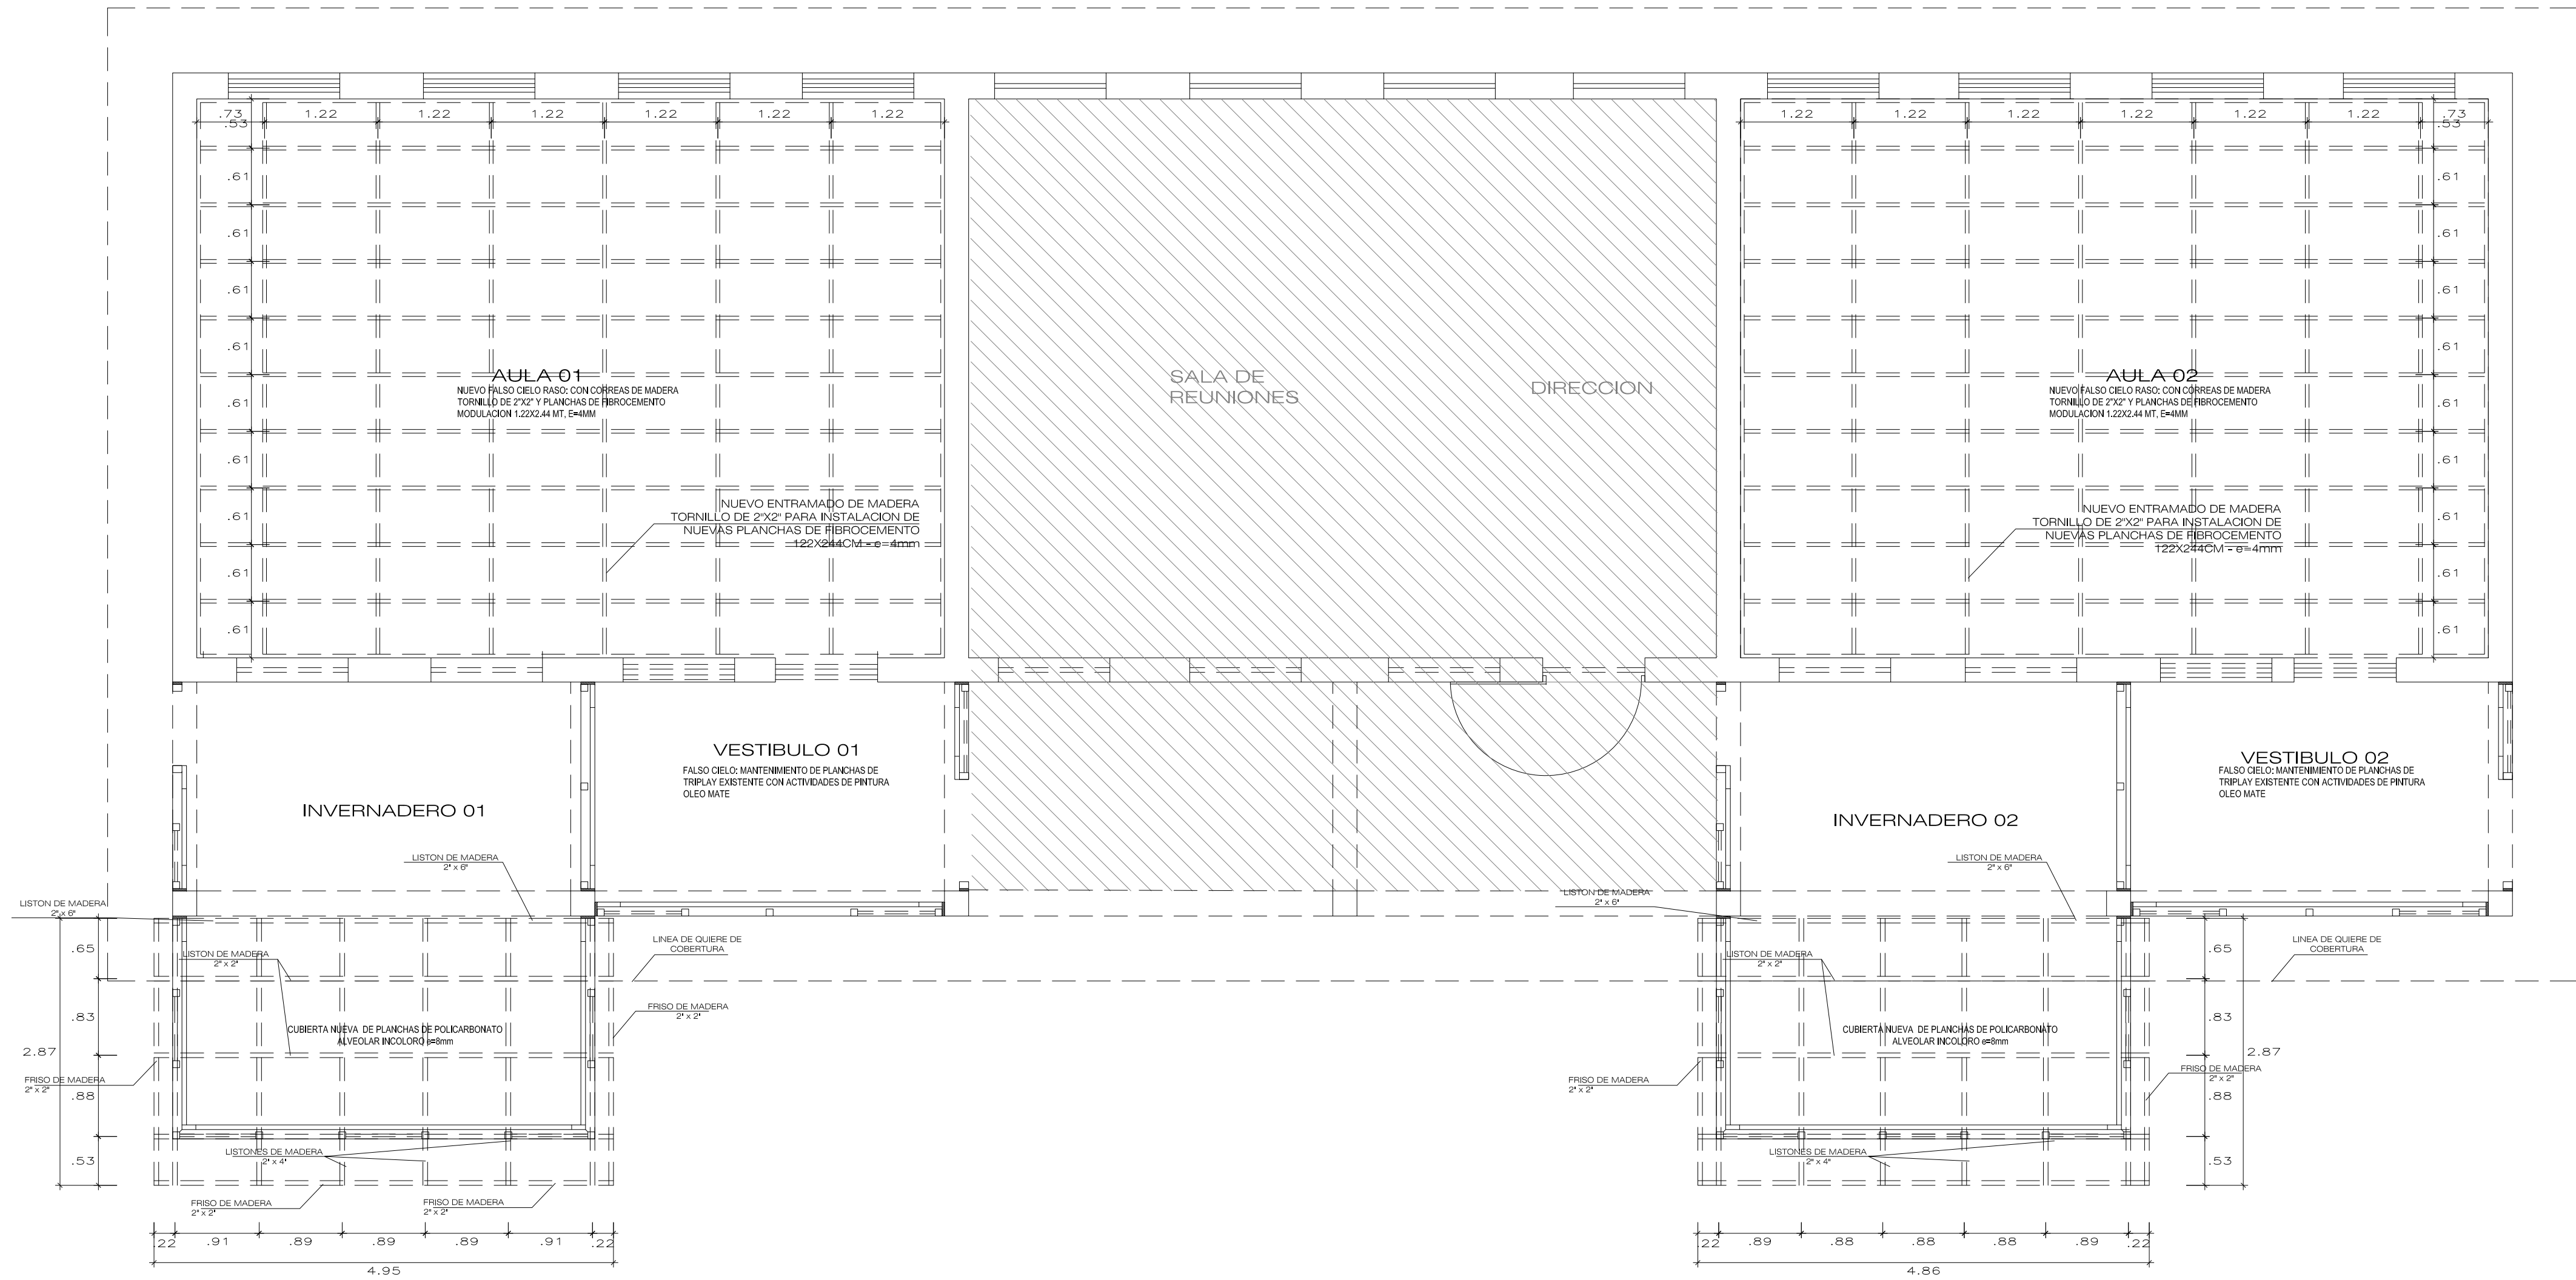 .73 1.22 1.22 1.22 1.22 1.22 1.22
.53
.61
.61
.61
.61
.61
.61
.61
.61
.61
AULA 01
NUEVO FALSO CIELO RASO: CON CORREAS DE MADERA
TORNILLO DE 2"X2" Y PLANCHAS DE FIBROCEMENTO
MODULACION 1.22X2.44 MT, E=4MM
NUEVO ENTRAMADO DE MADERA
TORNILLO DE 2"X2" PARA INSTALACION DE
NUEVAS PLANCHAS DE FIBROCEMENTO
122X244CM - e=4mm
SALA DE
REUNIONES
DIRECCION
1.22 1.22 1.22 1.22 1.22 1.22 .73
.53
.61
.61
.61
.61
.61
.61
.61
.61
.61
AULA 02
NUEVO FALSO CIELO RASO: CON CORREAS DE MADERA
TORNILLO DE 2"X2" Y PLANCHAS DE FIBROCEMENTO
MODULACION 1.22X2.44 MT, E=4MM
NUEVO ENTRAMADO DE MADERA
TORNILLO DE 2"X2" PARA INSTALACION DE
NUEVAS PLANCHAS DE FIBROCEMENTO
122X244CM - e=4mm
VESTIBULO 01
FALSO CIELO: MANTENIMIENTO DE PLANCHAS DE
TRIPLAY EXISTENTE CON ACTIVIDADES DE PINTURA
OLEO MATE
INVERNADERO 01
VESTIBULO 02
FALSO CIELO: MANTENIMIENTO DE PLANCHAS DE
TRIPLAY EXISTENTE CON ACTIVIDADES DE PINTURA
OLEO MATE
INVERNADERO 02
LISTON DE MADERA
2" x 6"
LISTON DE MADERA
2" x 6"
LISTON DE MADERA
2" x 2"
LINEA DE QUIERE DE
COBERTURA
FRISO DE MADERA
2" x 2"
CUBIERTA NUEVA DE PLANCHAS DE POLICARBONATO
ALVEOLAR INCOLORO e=8mm
.65
.83
2.87
FRISO DE MADERA
2" x 2"
.88
.53
LISTONES DE MADERA
2" x 4"
FRISO DE MADERA
2" x 2"
FRISO DE MADERA
2" x 2"
.22 .91 .89 .89 .89 .91 .22
4.95
LISTON DE MADERA
2" x 6"
LISTON DE MADERA
2" x 6"
LISTON DE MADERA
2" x 2"
LINEA DE QUIERE DE
COBERTURA
CUBIERTA NUEVA DE PLANCHAS DE POLICARBONATO
ALVEOLAR INCOLORO e=8mm
.65
.83
2.87
FRISO DE MADERA
2" x 2"
FRISO DE MADERA
2" x 2"
.88
.53
LISTONES DE MADERA
2" x 4"
.22 .89 .88 .88 .88 .89 .22
4.86